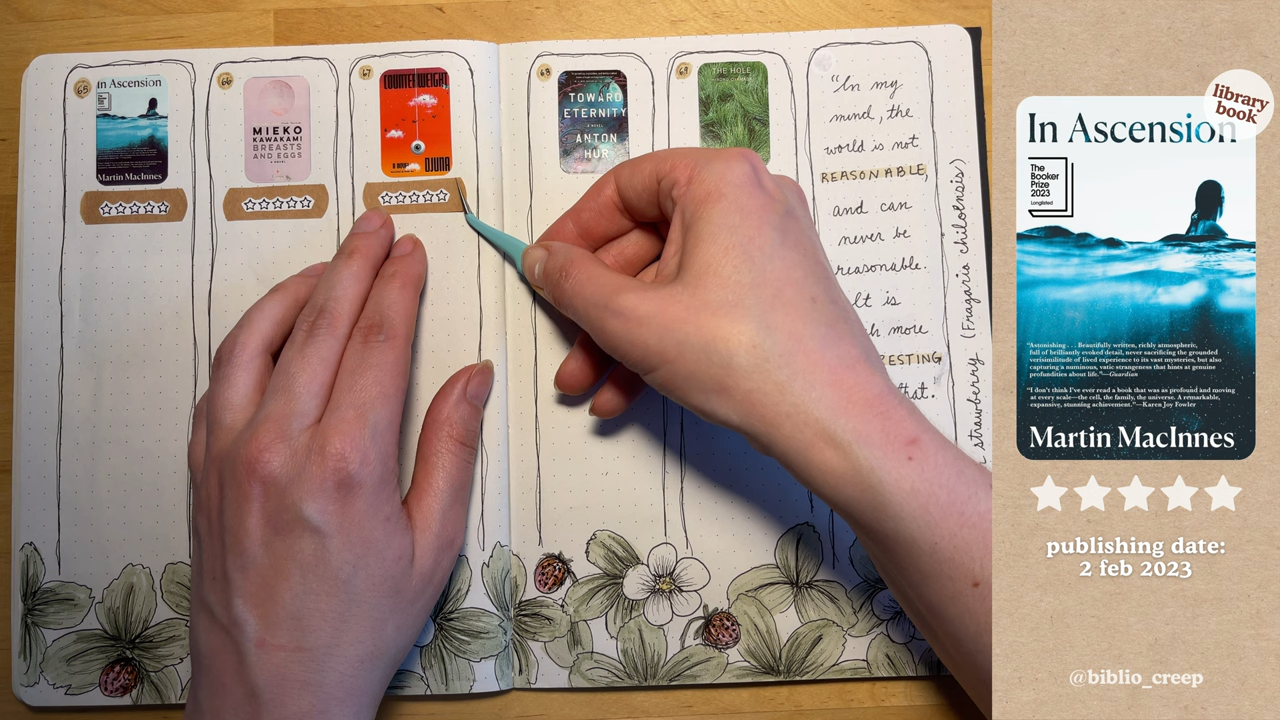 65
In Ascension
Martin MacInnes
66
MIEKO
KAWAKAMI
BREASTS
AND EGGS
A NOVEL
67
COUNTERWEIGHT
A NOVEL
DJUNA
68
TOWARD
ETERNITY
A NOVEL
ANTON
HUR
69
THE HOLE
"In my
mind, the
world is not
REASONABLE
and can
never be
reasonable.
It is
more
ESTING
that."
strawberry (Fragaria chiloensis)
library
book
In Ascension
The
Booker
Prize
2023
Longlisted
"Astonishing . . . Beautifully written, richly atmospheric,
full of brilliantly evoked detail, never sacrificing the grounded
verisimilitude of lived experience to its vast mysteries, but also
capturing a numinous, vatic strangeness that hints at genuine
profundities about life."—Guardian
"I don't think I've ever read a book that was as profound and moving
at every scale—the cell, the family, the universe. A remarkable,
expansive, stunning achievement."—Karen Joy Fowler
Martin MacInnes
publishing date:
2 feb 2023
@biblio_creep